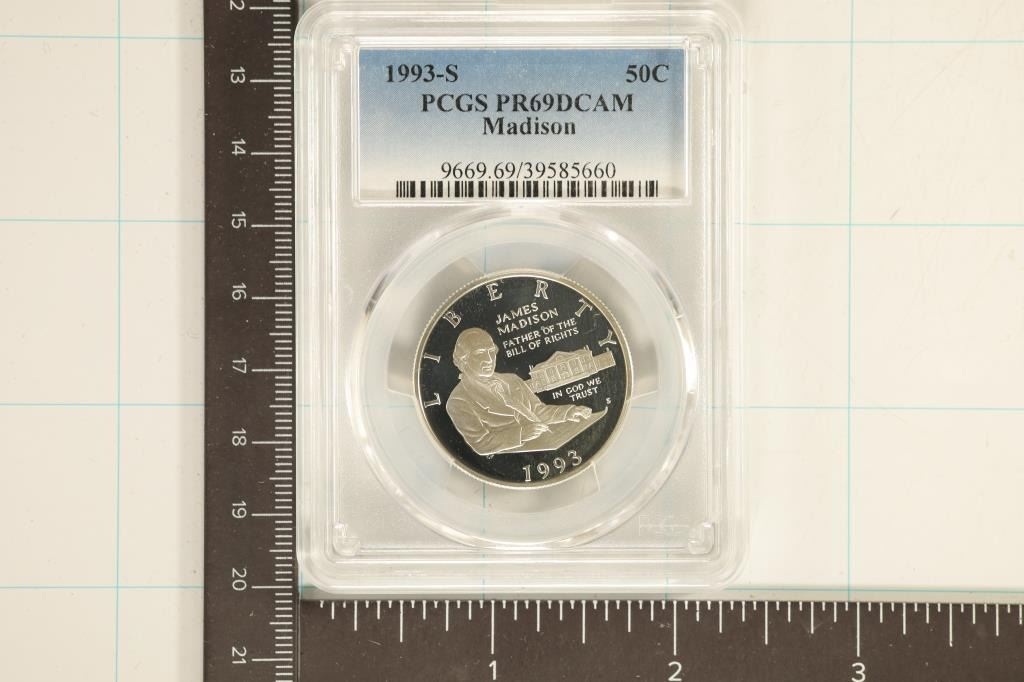 1993-S 50C
PCGS PR69DCAM
Madison
9669.69/39585660
LIBERTY
JAMES
MADISON
FATHER OF THE
BILL OF RIGHTS
IN GOD WE
TRUST
S
1993
12
13
14
15
16
17
18
19
20
21
1 2 3